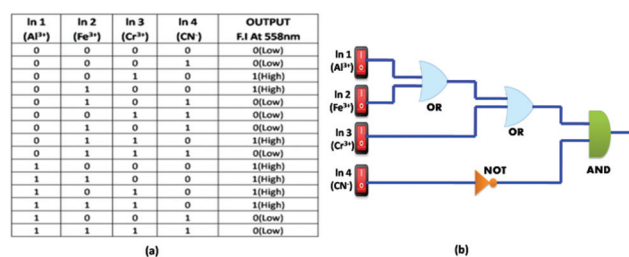 In 1 In 2 In 3 In 4 OUTPUT
(Al³⁺) (Fe³⁺) (Cr³⁺) (CN⁻) F.I At 558nm
0 0 0 0 0(Low)
0 0 0 1 0(Low)
0 0 1 0 1(High)
0 1 0 0 1(High)
0 1 0 1 0(Low)
0 0 1 1 0(Low)
0 1 0 1 0(Low)
0 1 1 0 1(High)
0 1 1 1 0(Low)
1 0 0 0 1(High)
1 1 0 0 1(High)
1 0 1 0 1(High)
1 1 1 0 1(High)
1 0 0 1 0(Low)
1 1 1 1 0(Low)
(a)
In 1
(Al³⁺)
In 2
(Fe³⁺)
OR
In 3
(Cr³⁺)
OR
In 4
(CN⁻)
NOT
AND
(b)